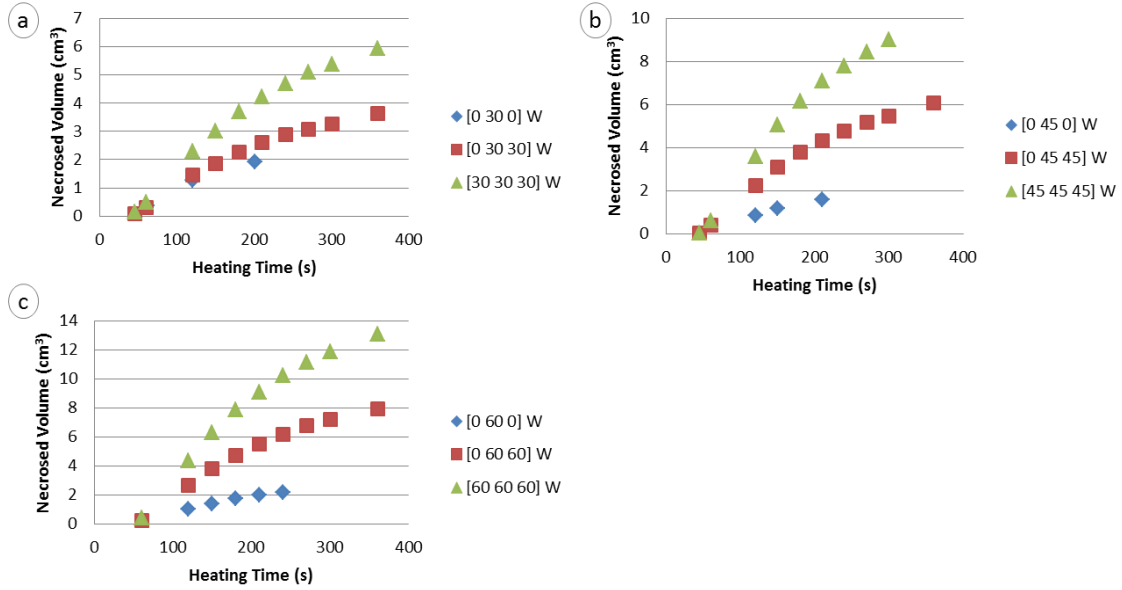 a
Necrosed Volume (cm³)
7
6
5
4
3
2
1
0
0 100 200 300 400
Heating Time (s)
[0 30 0] W
[0 30 30] W
[30 30 30] W
b
Necrosed Volume (cm³)
10
8
6
4
2
0
0 100 200 300 400
Heating Time (s)
[0 45 0] W
[0 45 45] W
[45 45 45] W
c
Necrosed Volume (cm³)
14
12
10
8
6
4
2
0
0 100 200 300 400
Heating Time (s)
[0 60 0] W
[0 60 60] W
[60 60 60] W